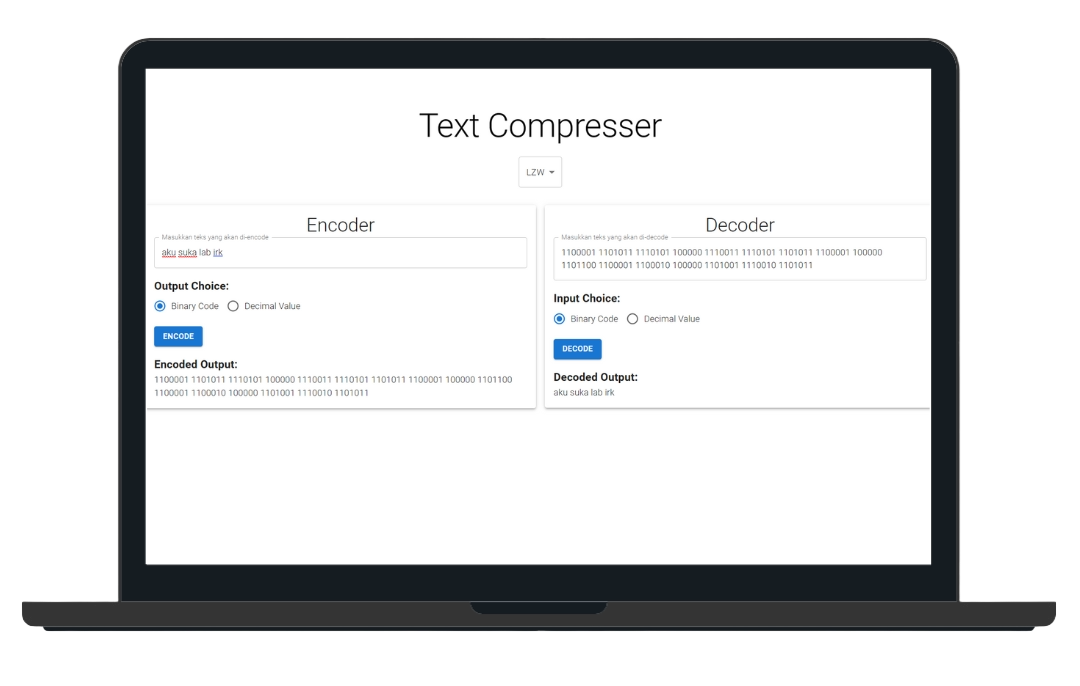 Text Compresser
LZW
Encoder
Masukkan teks yang akan di-encode
aku suka lab irk
Output Choice:
Binary Code Decimal Value
ENCODE
Encoded Output:
1100001 1101011 1110101 100000 1110011 1110101 1101011 1100001 100000 1101100
1100001 1100010 100000 1101001 1110010 1101011
Decoder
Masukkan teks yang akan di-decode
1100001 1101011 1110101 100000 1110011 1110101 1101011 1100001 100000
1101100 1100001 1100010 100000 1101001 1110010 1101011
Input Choice:
Binary Code Decimal Value
DECODE
Decoded Output:
aku suka lab irk